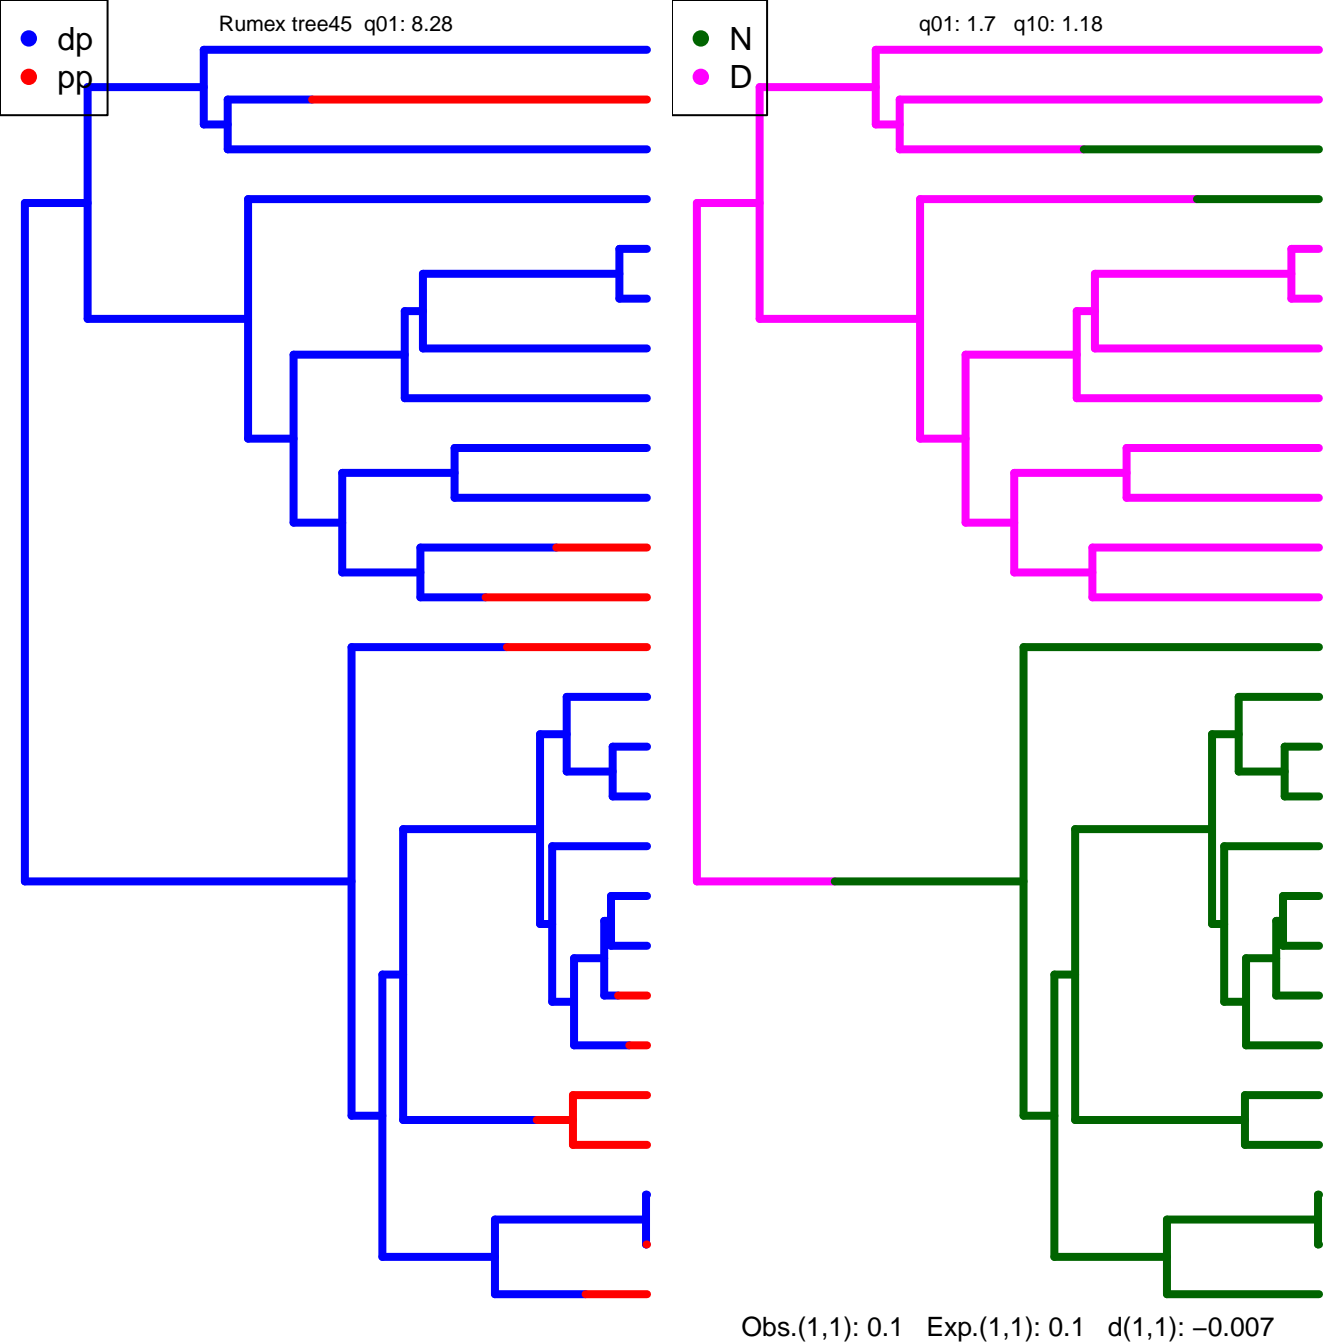 Rumex tree45  q01: 8.28
dp
pp
q01: 1.7   q10: 1.18
N
D
Obs.(1,1): 0.1   Exp.(1,1): 0.1   d(1,1): −0.007